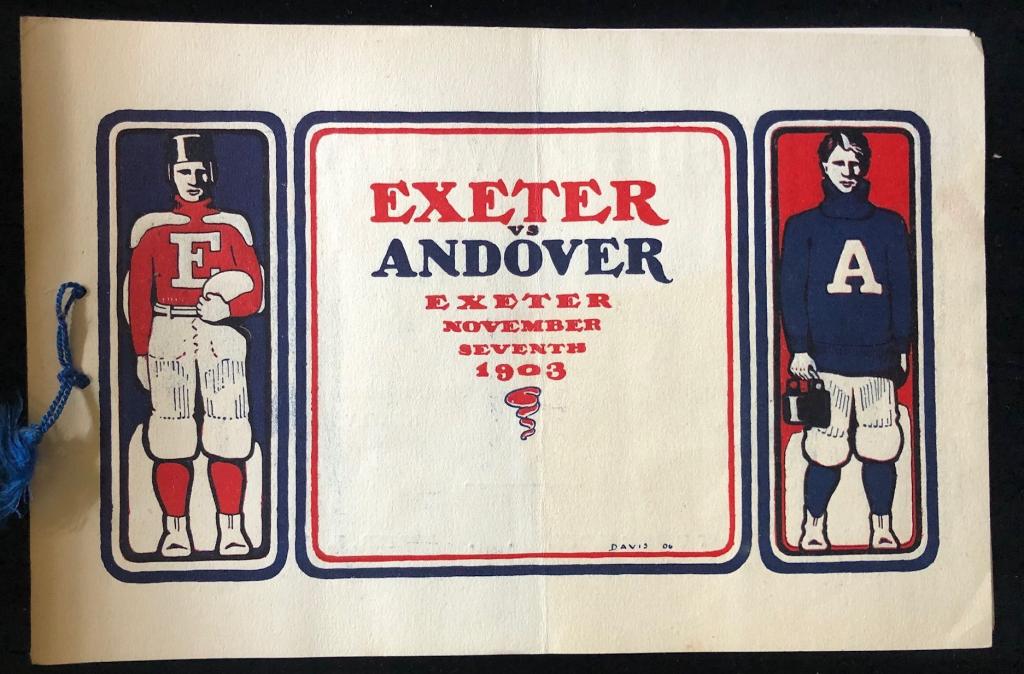 E
EXETER
VS
ANDOVER
EXETER
NOVEMBER
SEVENTH
1903
DAVIS 06
A